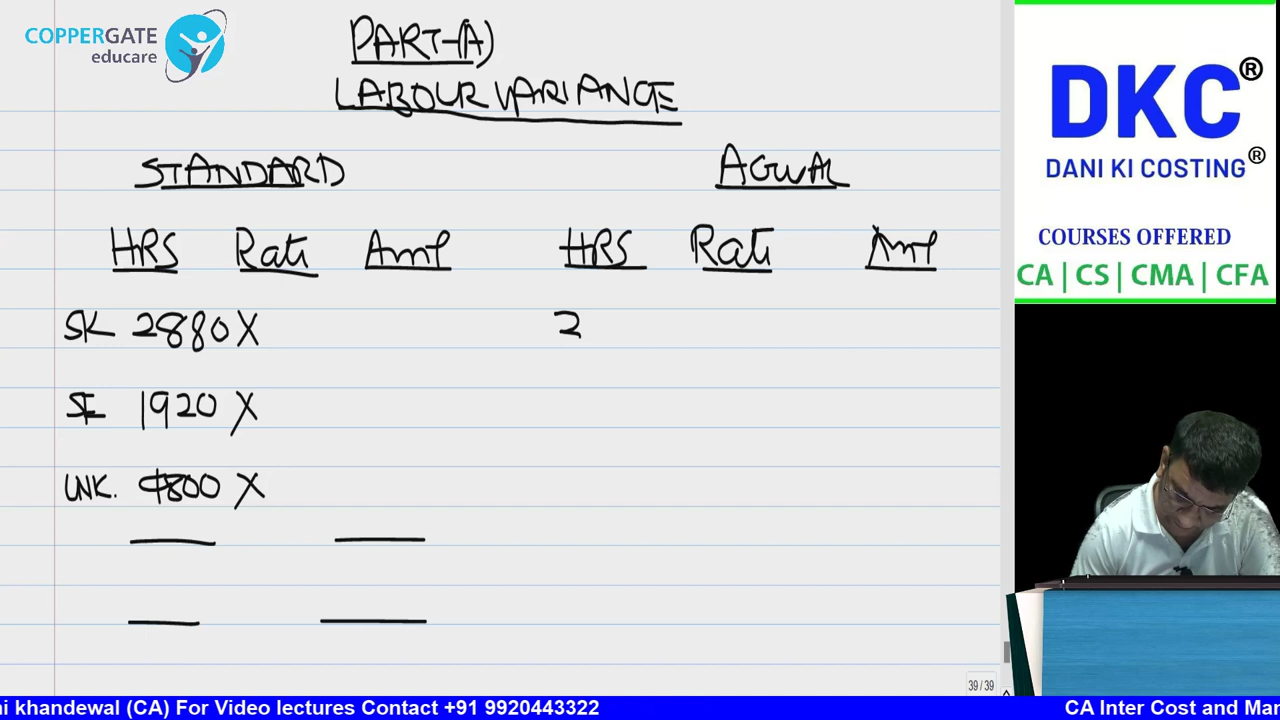 COPPERGATE
educare
PART-(A)
LABOUR VARIANCE
STANDARD ACTUAL
HRS Rate Amt HRS Rate Amt
SK 2880 X 2
1920 X
UNK. 4800 X
39 / 39
DKC®
DANI KI COSTING®
COURSES OFFERED
CA | CS | CMA | CFA
ni khandewal (CA) For Video lectures Contact +91 9920443322 CA Inter Cost and Mar